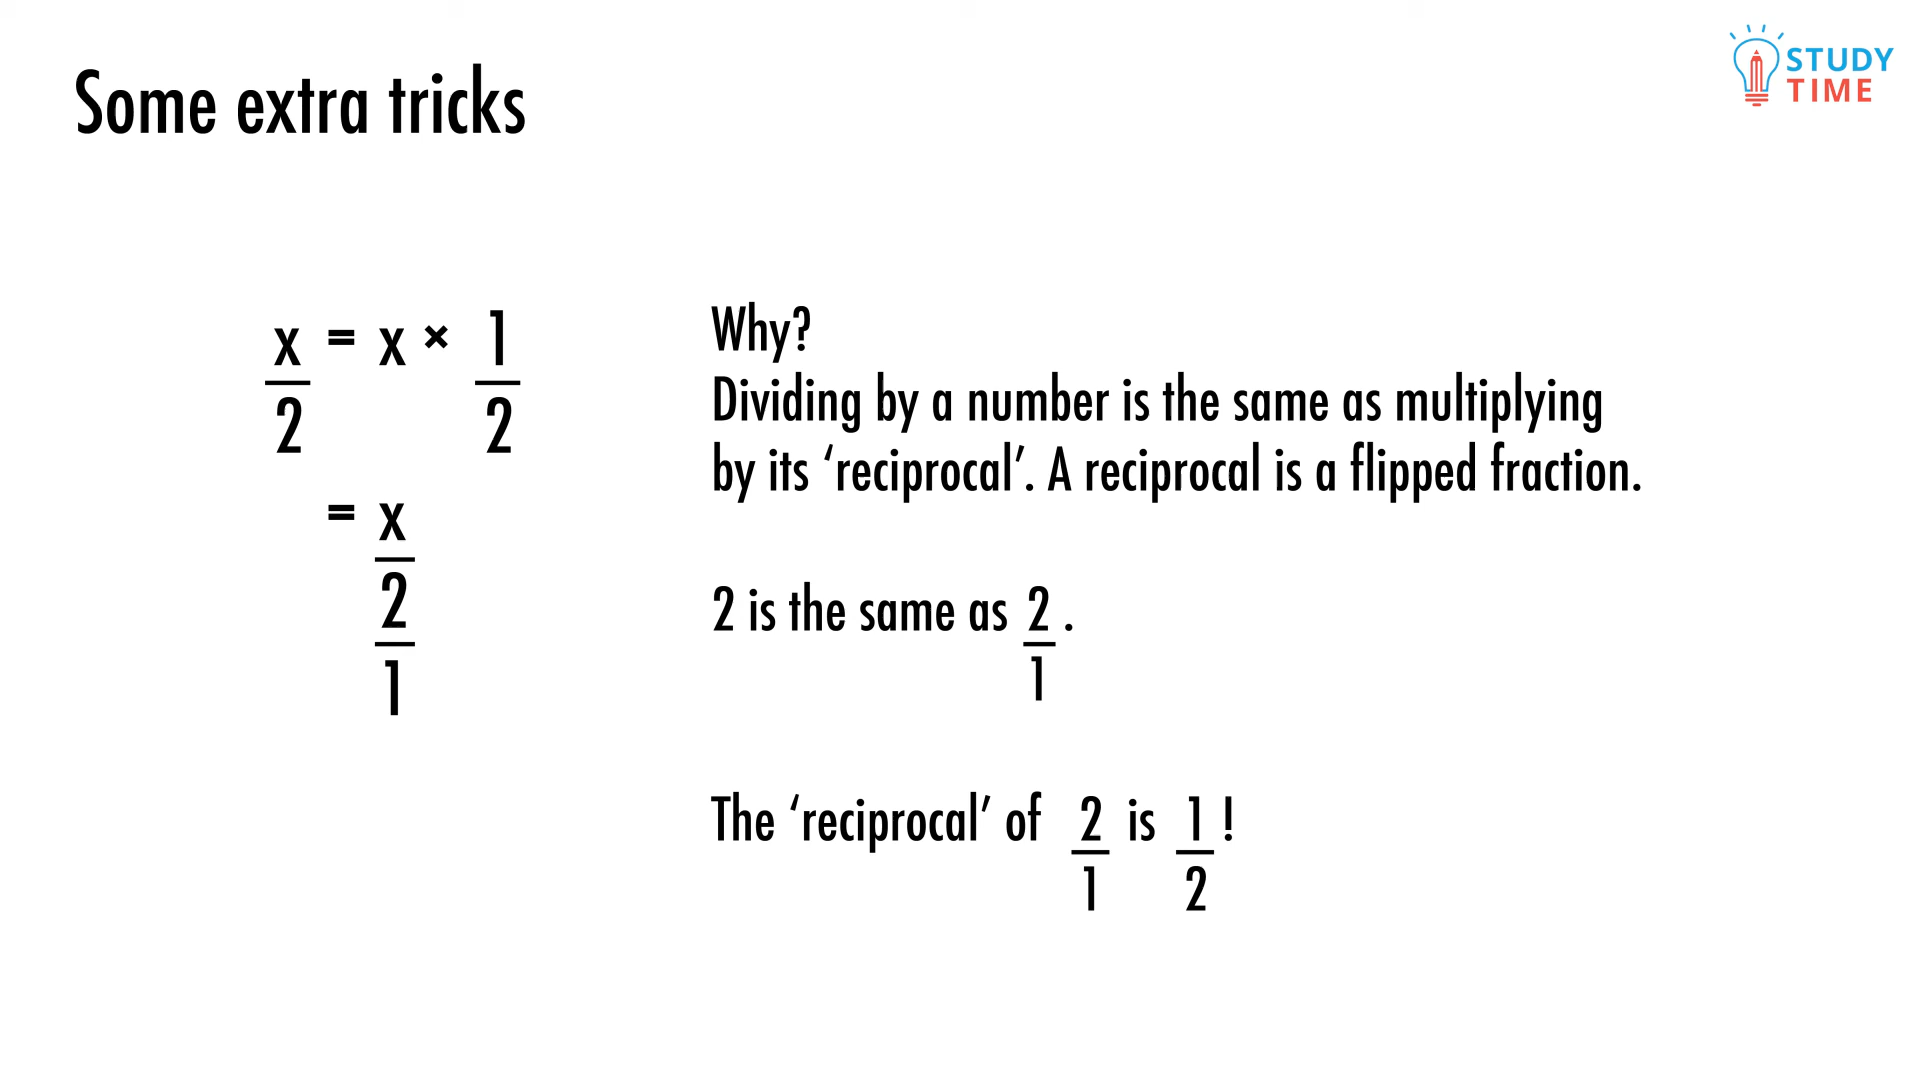 Some extra tricks
STUDY
TIME
x = x × 1
2 2
= x
2
1
Why?
Dividing by a number is the same as multiplying
by its ‘reciprocal’. A reciprocal is a flipped fraction.
2 is the same as 2 .
1
The ‘reciprocal’ of 2 is 1 !
1 2